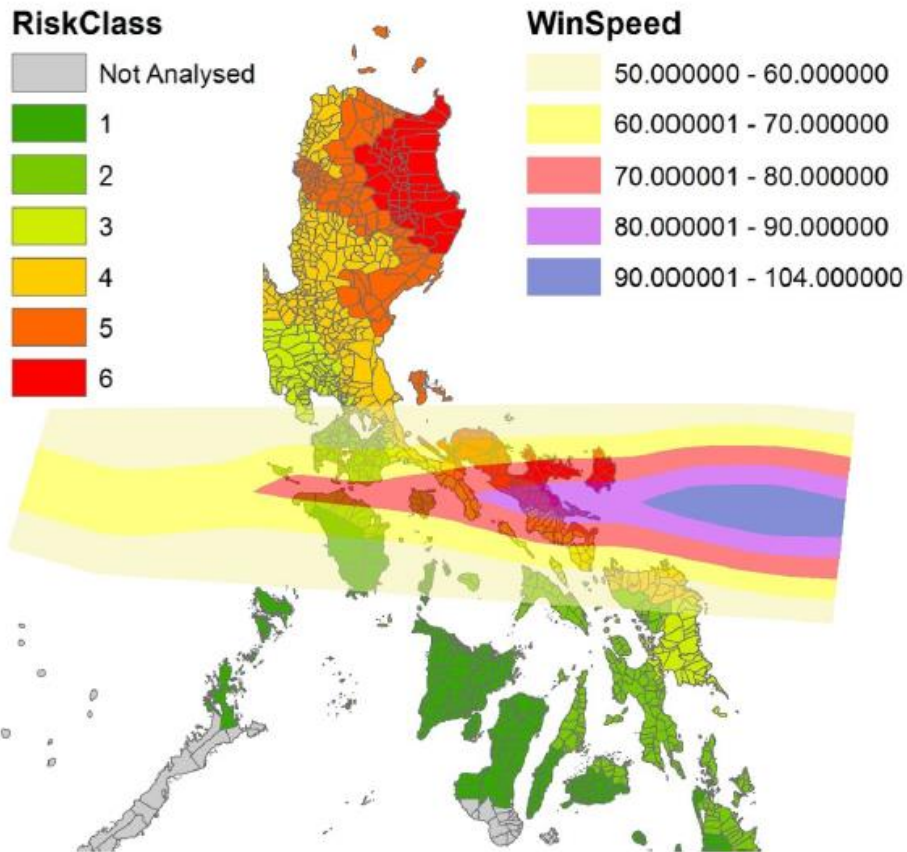 RiskClass
Not Analysed
1
2
3
4
5
6
WinSpeed
50.000000 - 60.000000
60.000001 - 70.000000
70.000001 - 80.000000
80.000001 - 90.000000
90.000001 - 104.000000